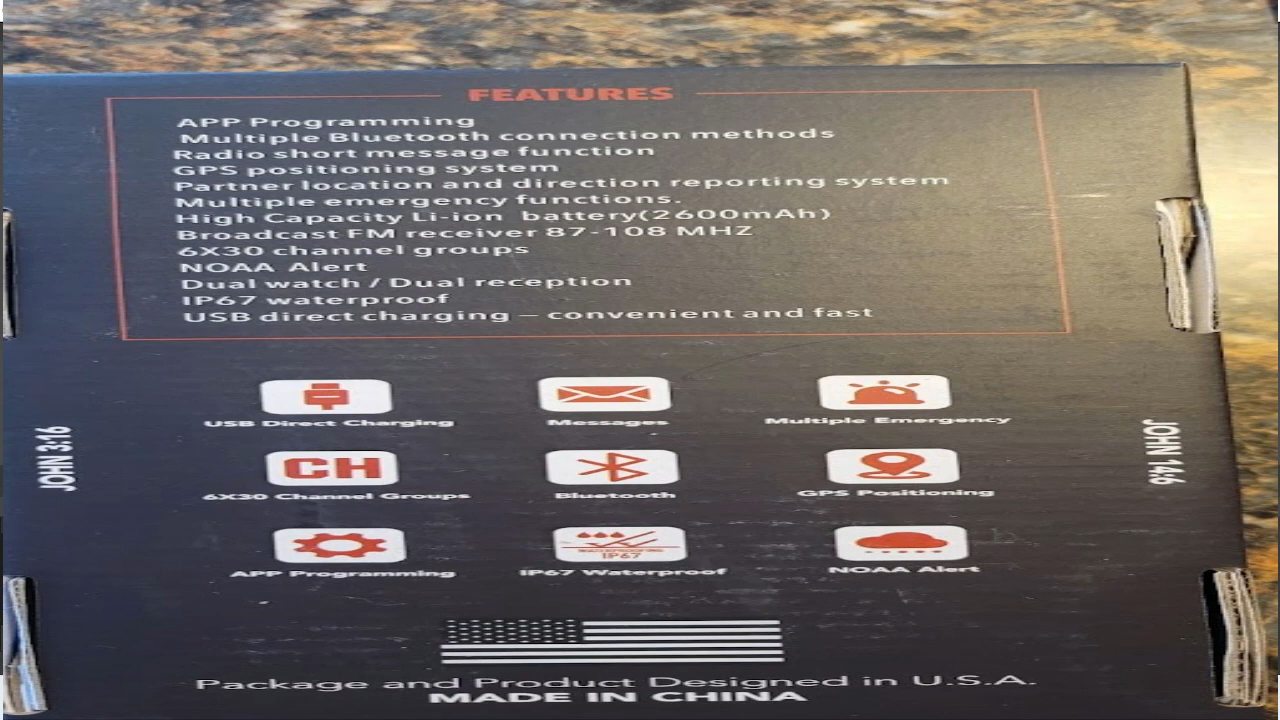 FEATURES
APP Programming
Multiple Bluetooth connection methods
Radio short message function
GPS positioning system
Partner location and direction reporting system
Multiple emergency functions.
High Capacity Li-ion battery(2600mAh)
Broadcast FM receiver 87-108 MHZ
6X30 channel groups
NOAA Alert
Dual watch / Dual reception
IP67 waterproof
USB direct charging – convenient and fast
USB Direct Charging
Messages
Multiple Emergency
JOHN 3:16
JOHN 14:6
CH
6X30 Channel Groups
Bluetooth
GPS Positioning
WATERPROOFING
IP67
APP Programming
IP67 Waterproof
NOAA Alert
Package and Product Designed in U.S.A.
MADE IN CHINA